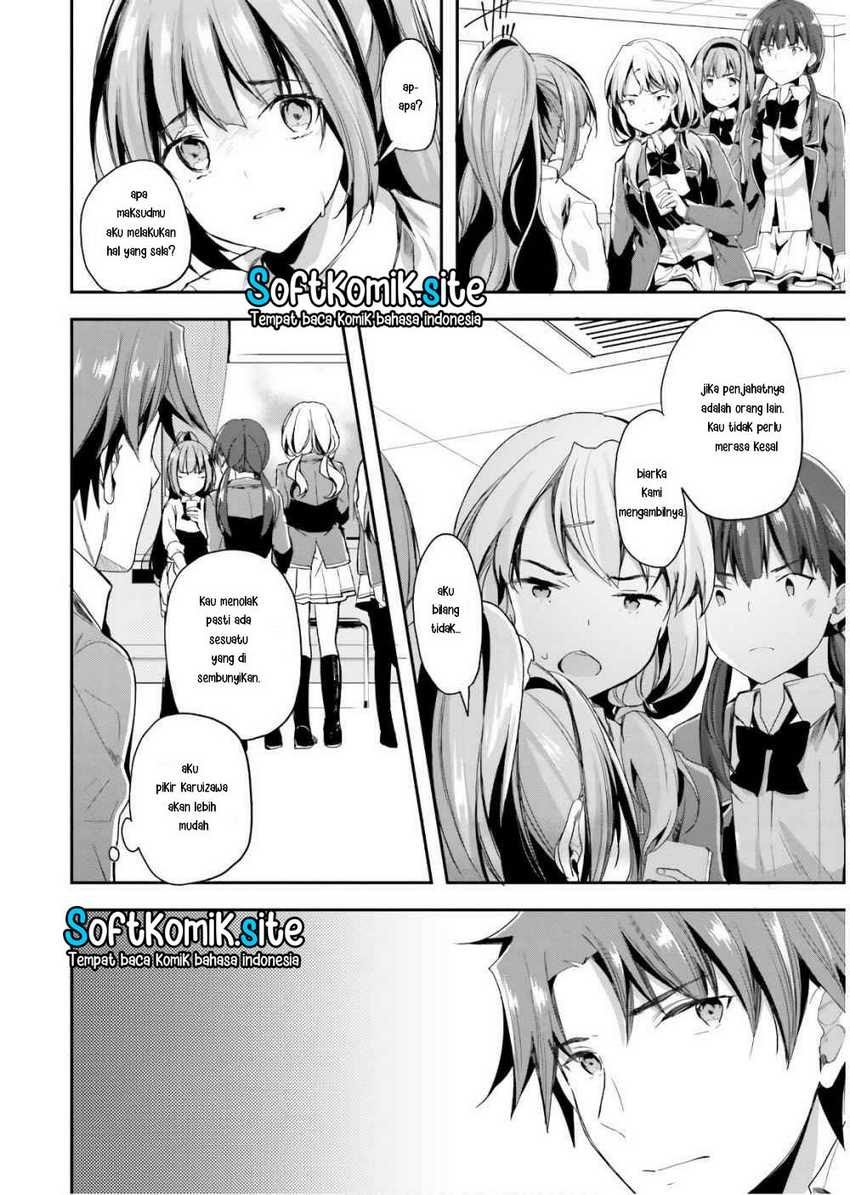 ap-
apa?
apa
maksudmu
aku melakukan
hal yang sala?
SoftKomik.site
Tempat baca Komik bahasa indonesia
jika penjahatnya
adalah orang lain.
Kau tidak perlu
merasa Kesal
biarka
Kami
mengambilnya.
aku
bilang
tidak...
Kau menolak
pasti ada
sesuatu
yang di
sembunyikan.
aku
pikir Karuizawa
akan lebih
mudah
SoftKomik.site
Tempat baca Komik bahasa indonesia